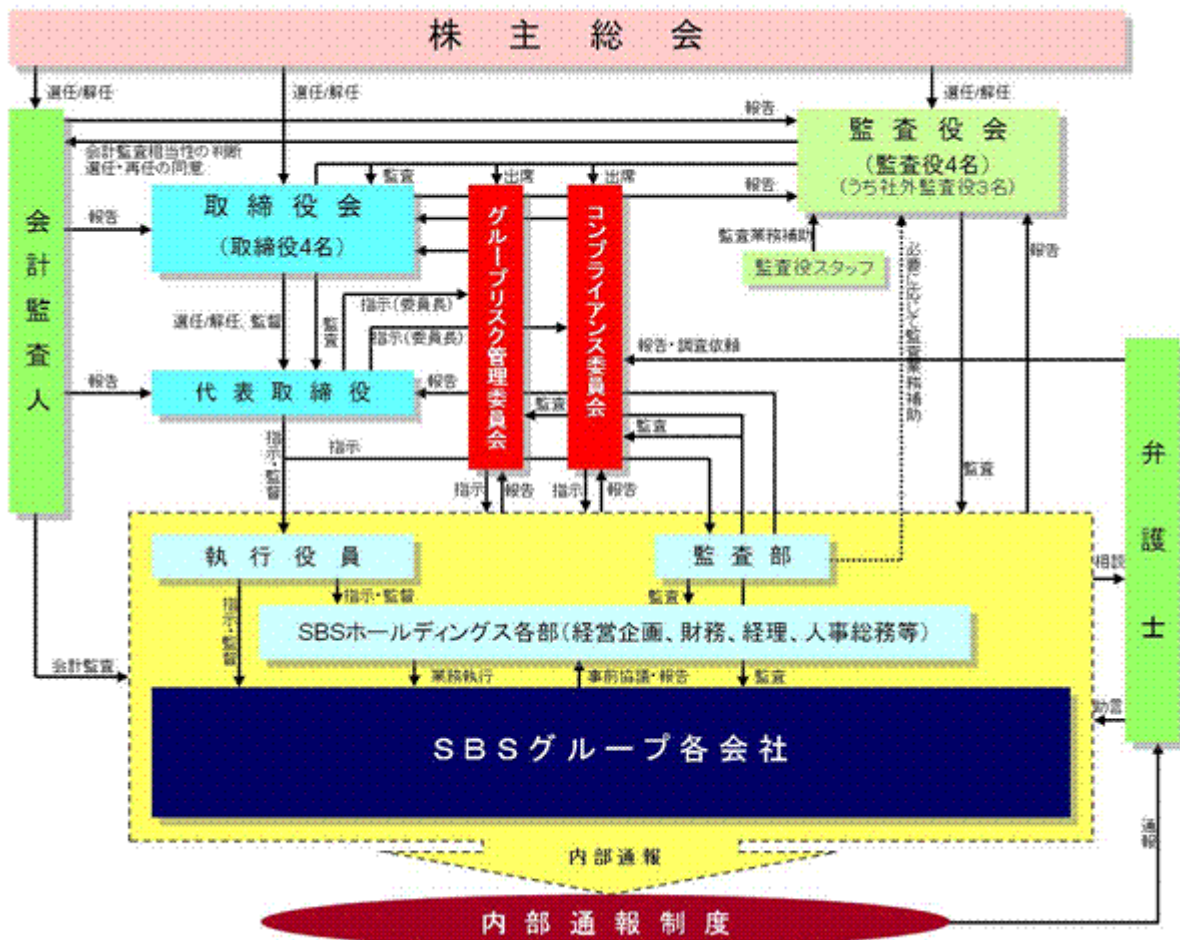 株主総会
選任/解任
選任/解任
選任/解任
報告
監査役会
(監査役4名)
(うち社外監査役3名)
会計監査相当性の判断
選任・再任の同意
監査
出席
出席
報告
取締役会
(取締役4名)
報告
会計監査人
グループリスク管理委員会
コンプライアンス委員会
監査業務補助
監査役スタッフ
必要に応じて監査業務補助
報告
指示(委員長)
選任/解任、監督
監査
指示(委員長)
報告・調査依頼
報告
代表取締役
報告
監査
監査
指示・監督
指示
監査
弁護士
指示
報告
指示
報告
執行役員
監査部
相談
指示・監督
指示・監督
監査
SBSホールディングス各部(経営企画、財務、経理、人事総務等)
会計監査
業務執行
事前協議・報告
監査
助言
SBSグループ各会社
通報
内部通報
内部通報制度